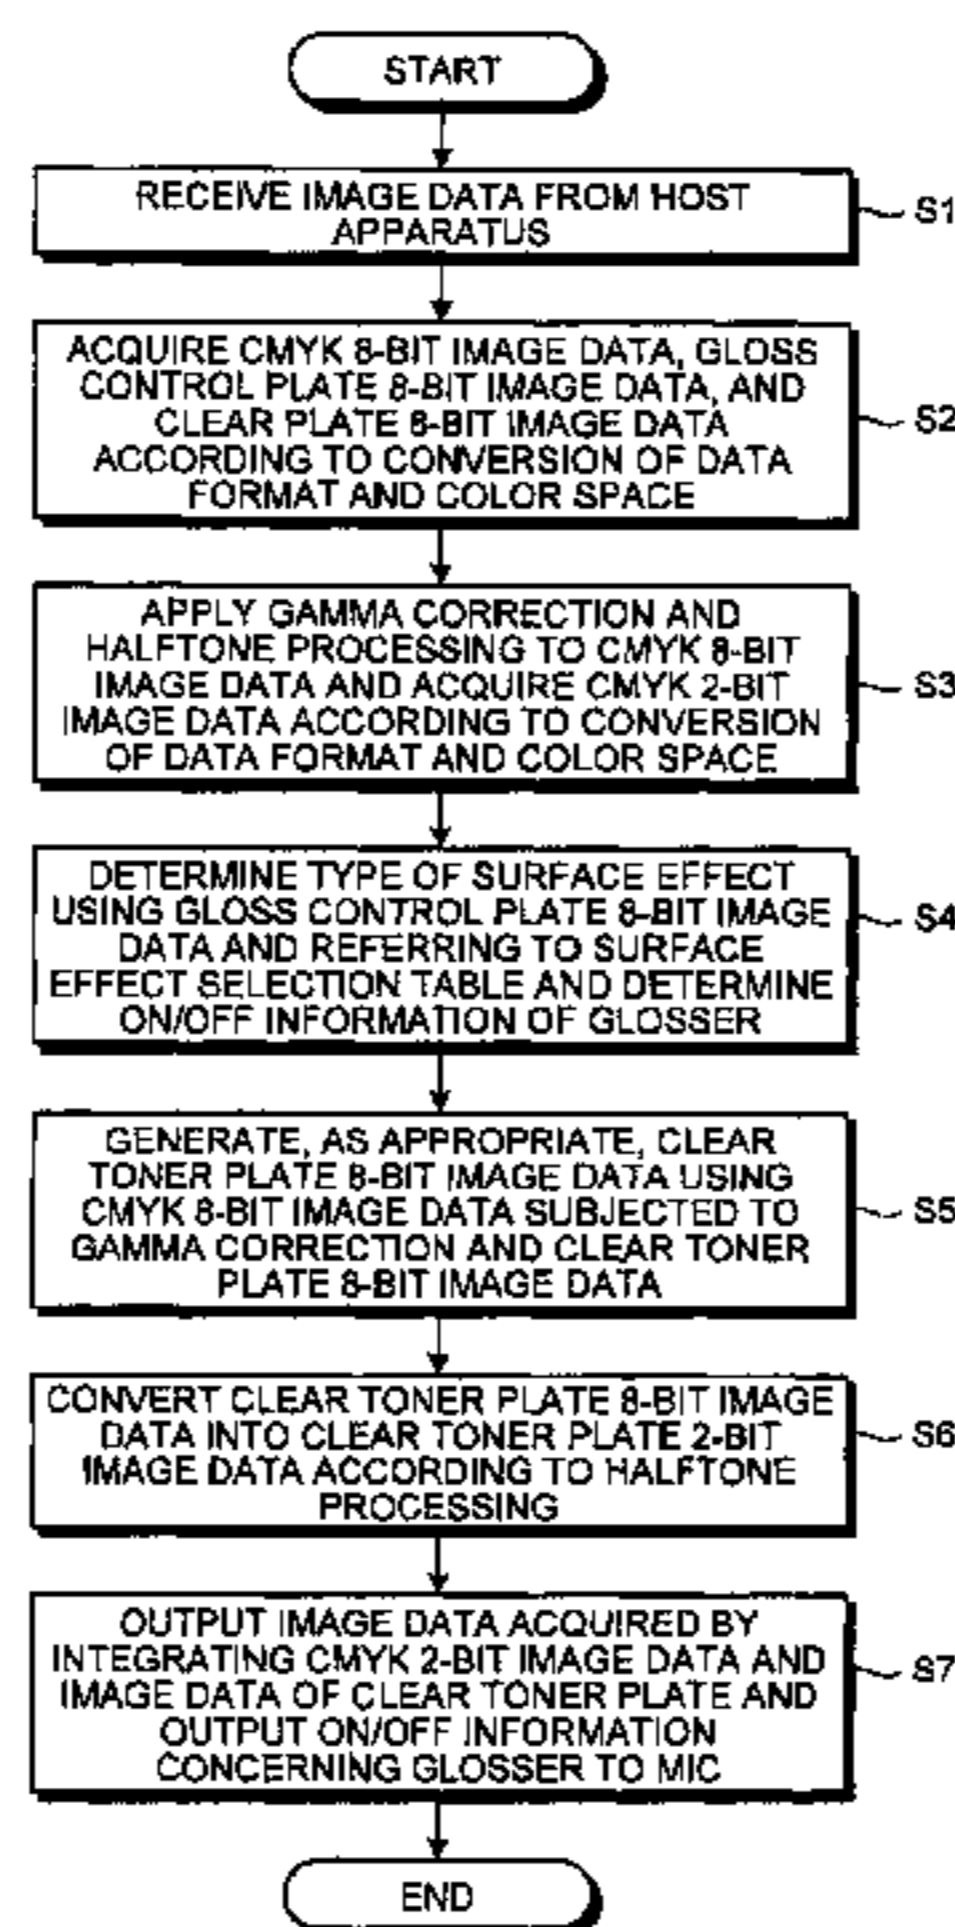 START
RECEIVE IMAGE DATA FROM HOST
APPARATUS
S1
ACQUIRE CMYK 8-BIT IMAGE DATA, GLOSS
CONTROL PLATE 8-BIT IMAGE DATA, AND
CLEAR PLATE 8-BIT IMAGE DATA
ACCORDING TO CONVERSION OF DATA
FORMAT AND COLOR SPACE
S2
APPLY GAMMA CORRECTION AND
HALFTONE PROCESSING TO CMYK 8-BIT
IMAGE DATA AND ACQUIRE CMYK 2-BIT
IMAGE DATA ACCORDING TO CONVERSION
OF DATA FORMAT AND COLOR SPACE
S3
DETERMINE TYPE OF SURFACE EFFECT
USING GLOSS CONTROL PLATE 8-BIT IMAGE
DATA AND REFERRING TO SURFACE
EFFECT SELECTION TABLE AND DETERMINE
ON/OFF INFORMATION OF GLOSSER
S4
GENERATE, AS APPROPRIATE, CLEAR
TONER PLATE 8-BIT IMAGE DATA USING
CMYK 8-BIT IMAGE DATA SUBJECTED TO
GAMMA CORRECTION AND CLEAR TONER
PLATE 8-BIT IMAGE DATA
S5
CONVERT CLEAR TONER PLATE 8-BIT IMAGE
DATA INTO CLEAR TONER PLATE 2-BIT
IMAGE DATA ACCORDING TO HALFTONE
PROCESSING
S6
OUTPUT IMAGE DATA ACQUIRED BY
INTEGRATING CMYK 2-BIT IMAGE DATA AND
IMAGE DATA OF CLEAR TONER PLATE AND
OUTPUT ON/OFF INFORMATION
CONCERNING GLOSSER TO MIC
S7
END